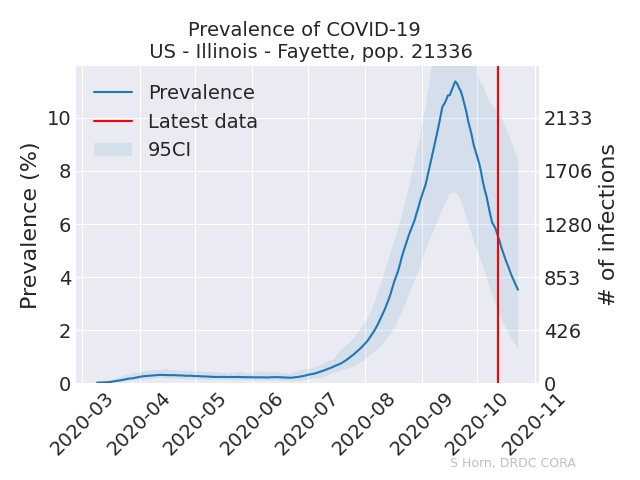 Prevalence of COVID-19
US - Illinois - Fayette, pop. 21336
Prevalence
Latest data
95CI
Prevalence (%)
10
8
6
4
2
0
2133
1706
1280
853
426
0
# of infections
2020-03
2020-04
2020-05
2020-06
2020-07
2020-08
2020-09
2020-10
2020-11
S Horn, DRDC CORA